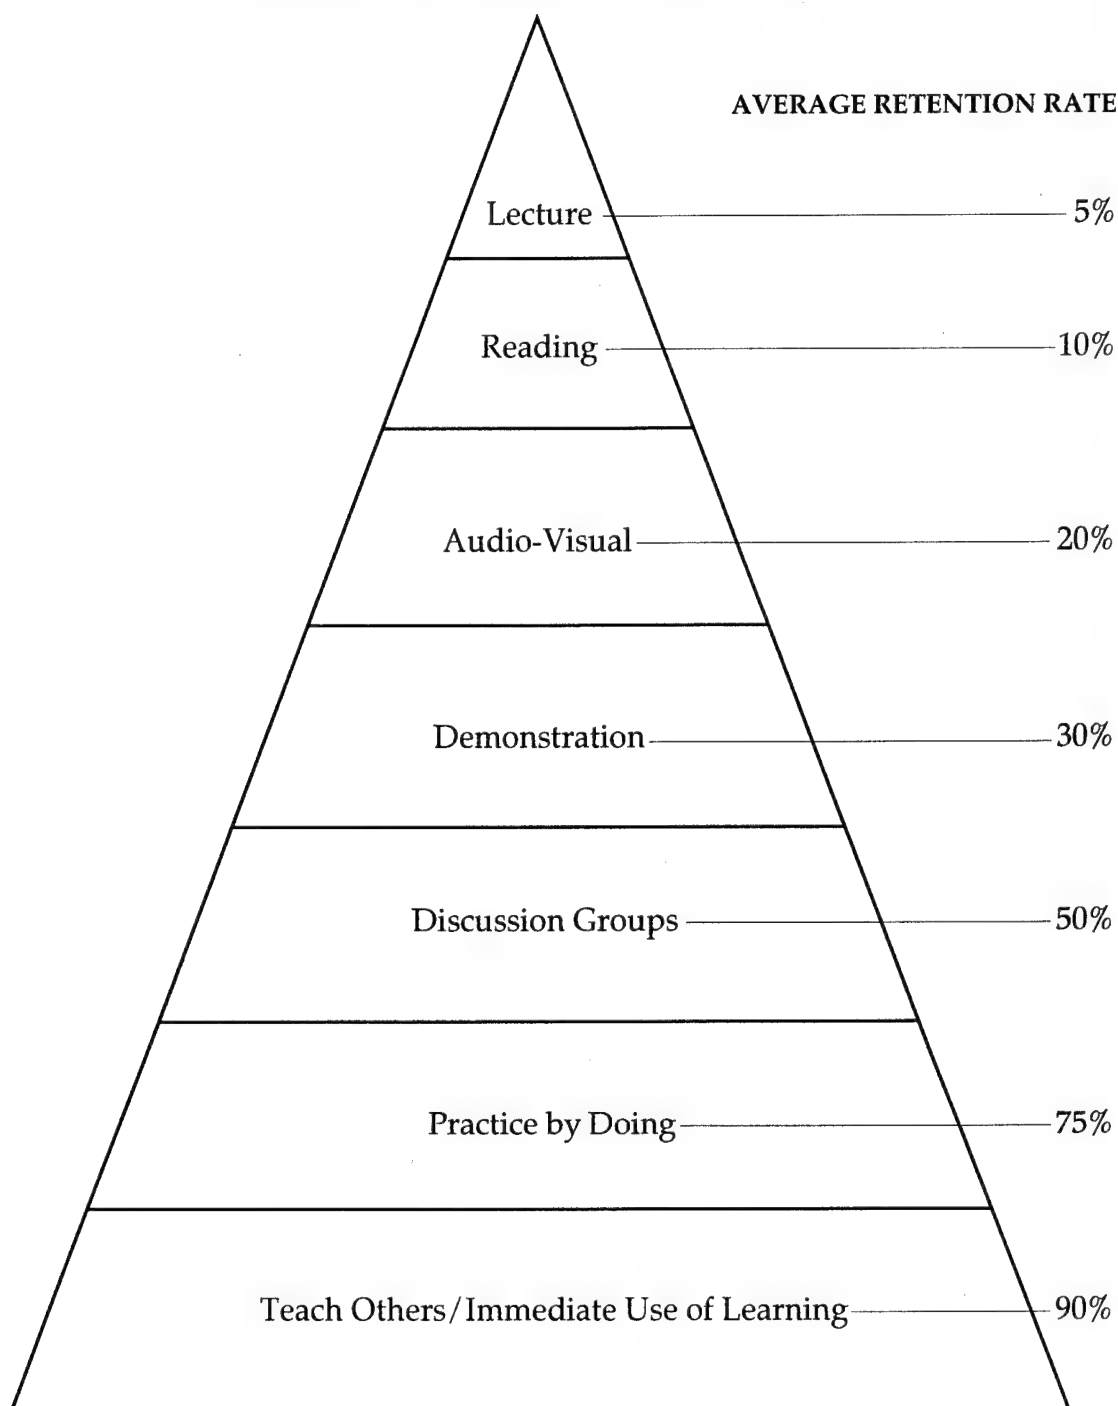 AVERAGE RETENTION RATE
Lecture 5%
Reading 10%
Audio-Visual 20%
Demonstration 30%
Discussion Groups 50%
Practice by Doing 75%
Teach Others/Immediate Use of Learning 90%